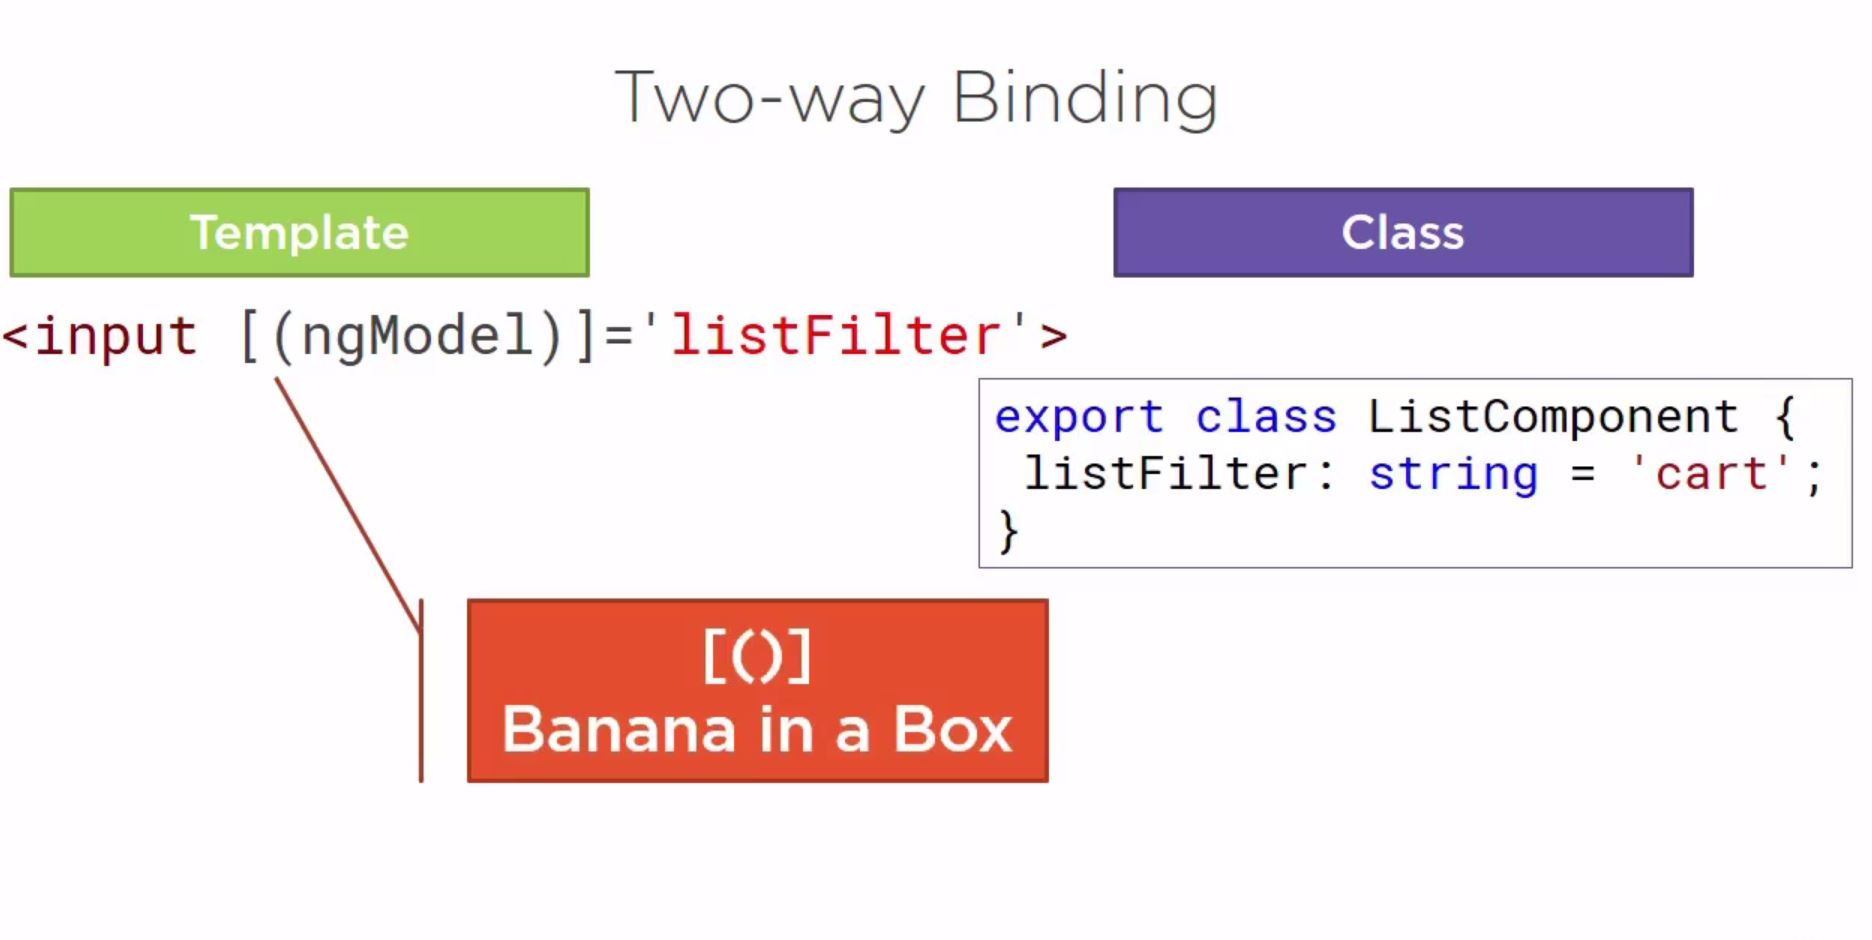 Two-way Binding
Template
Class
<input [(ngModel)]='listFilter'>
export class ListComponent {
listFilter: string = 'cart';
}
[()]
Banana in a Box